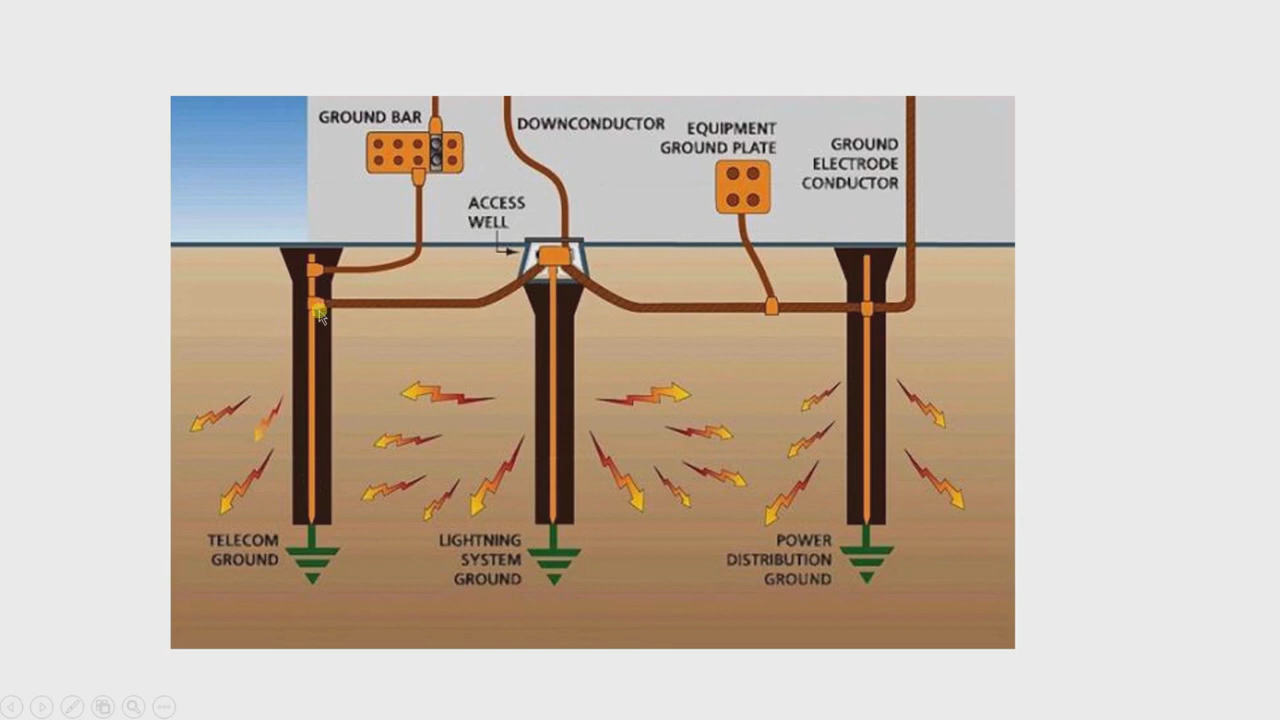 GROUND BAR
DOWNCONDUCTOR
EQUIPMENT
GROUND PLATE
GROUND
ELECTRODE
CONDUCTOR
ACCESS
WELL
TELECOM
GROUND
LIGHTNING
SYSTEM
GROUND
POWER
DISTRIBUTION
GROUND